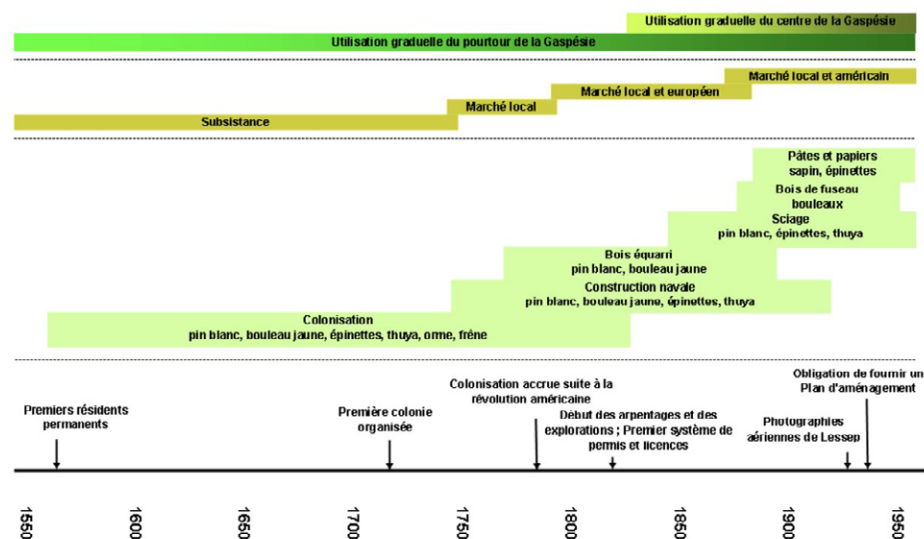 Utilisation graduelle du centre de la Gaspésie
Utilisation graduelle du pourtour de la Gaspésie
Marché local et américain
Marché local et européen
Marché local
Subsistance
Pâtes et papiers
sapin, épinettes
Bois de fuseau
bouleaux
Sciage
pin blanc, épinettes, thuya
Bois équarri
pin blanc, bouleau jaune
Construction navale
pin blanc, bouleau jaune, épinettes, thuya
Colonisation
pin blanc, bouleau jaune, épinettes, thuya, orme, frêne
Premiers résidents
permanents
Première colonie
organisée
Colonisation accrue suite à la
révolution américaine
Début des arpentages et des
explorations ; Premier système de
permis et licences
Photographies
aériennes de Lessep
Obligation de fournir un
Plan d'aménagement
1550
1600
1650
1700
1750
1800
1850
1900
1950